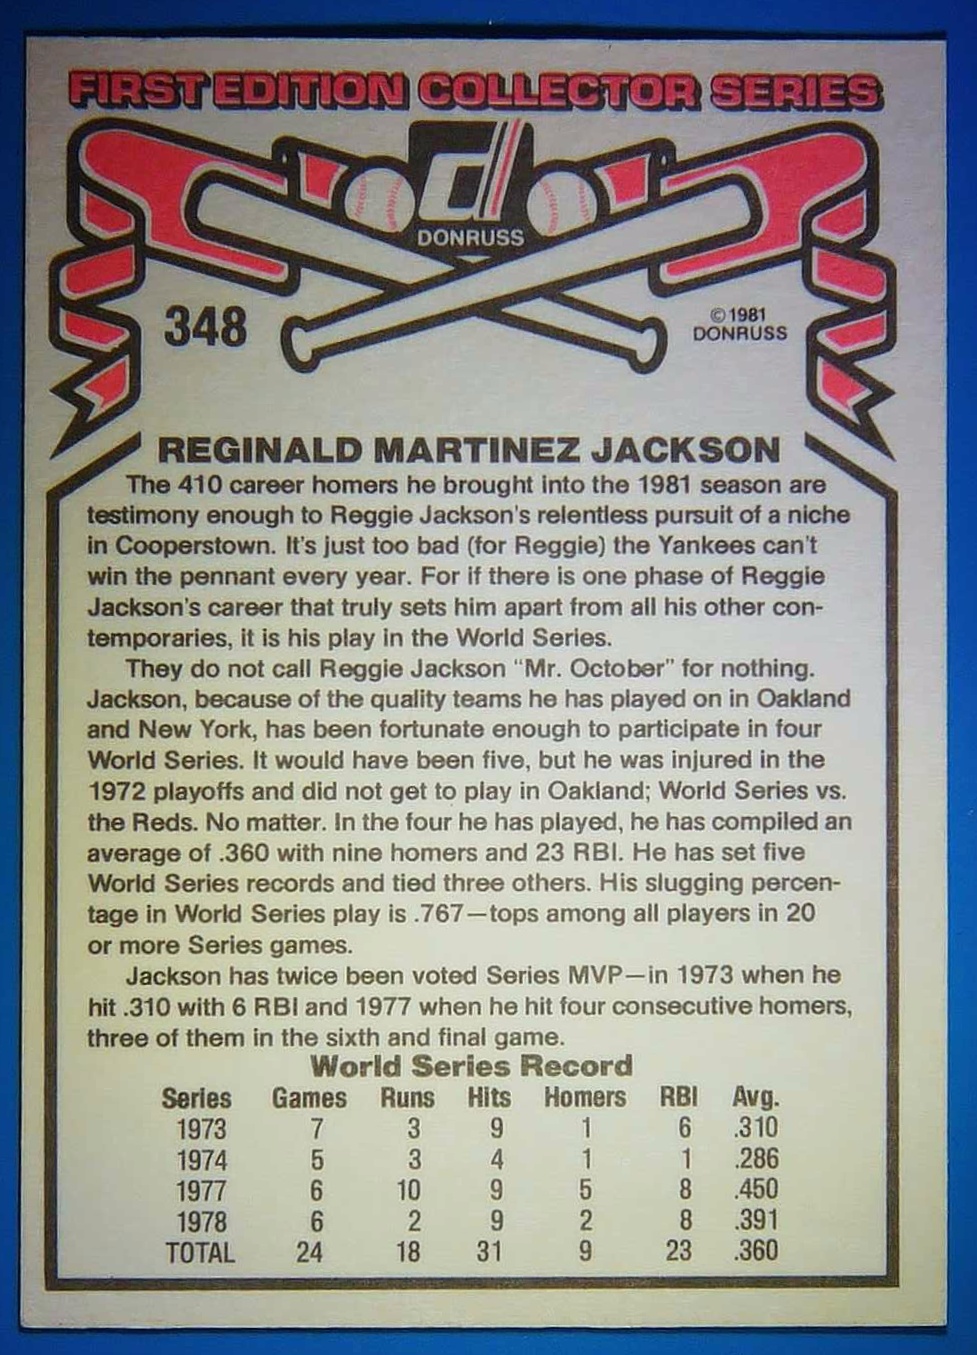 FIRST EDITION COLLECTOR SERIES
d
DONRUSS
348
© 1981
DONRUSS
REGINALD MARTINEZ JACKSON
The 410 career homers he brought into the 1981 season are
testimony enough to Reggie Jackson's relentless pursuit of a niche
in Cooperstown. It's just too bad (for Reggie) the Yankees can't
win the pennant every year. For if there is one phase of Reggie
Jackson's career that truly sets him apart from all his other con-
temporaries, it is his play in the World Series.
They do not call Reggie Jackson "Mr. October" for nothing.
Jackson, because of the quality teams he has played on in Oakland
and New York, has been fortunate enough to participate in four
World Series. It would have been five, but he was injured in the
1972 playoffs and did not get to play in Oakland; World Series vs.
the Reds. No matter. In the four he has played, he has compiled an
average of .360 with nine homers and 23 RBI. He has set five
World Series records and tied three others. His slugging percen-
tage in World Series play is .767—tops among all players in 20
or more Series games.
Jackson has twice been voted Series MVP—in 1973 when he
hit .310 with 6 RBI and 1977 when he hit four consecutive homers,
three of them in the sixth and final game.
World Series Record
Series Games Runs Hits Homers RBI Avg.
1973 7 3 9 1 6 .310
1974 5 3 4 1 1 .286
1977 6 10 9 5 8 .450
1978 6 2 9 2 8 .391
TOTAL 24 18 31 9 23 .360